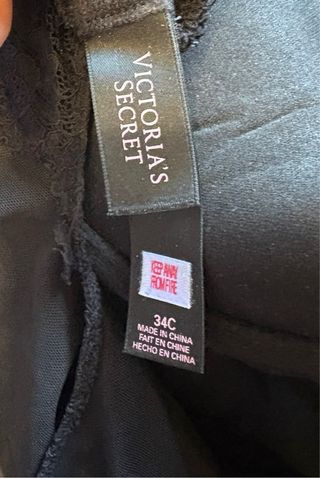 VICTORIA'S
SECRET
KEEP AWAY
FROM FIRE
34C
MADE IN CHINA
FAIT EN CHINE
HECHO EN CHINA